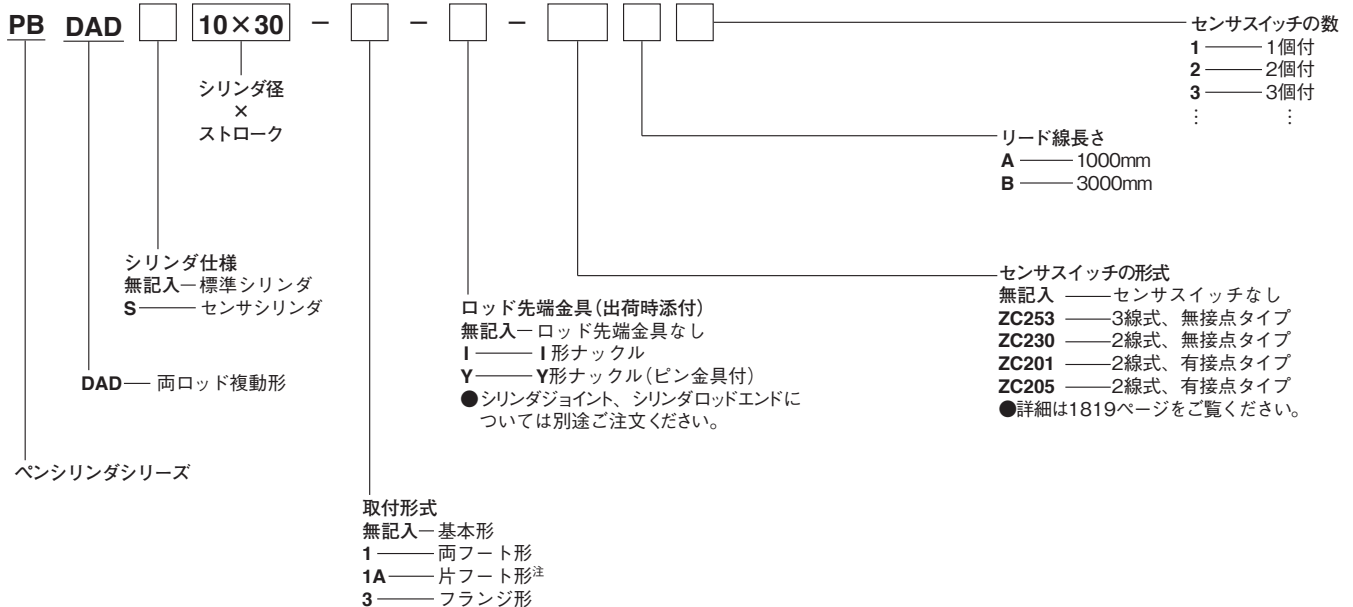 PB DAD 10×30 − − −
センサスイッチの数
1 ─── 1個付
2 ─── 2個付
3 ─── 3個付
⋮ ⋮
シリンダ径
×
ストローク
リード線長さ
A ─── 1000mm
B ─── 3000mm
シリンダ仕様
無記入─標準シリンダ
S ─── センサシリンダ
ロッド先端金具(出荷時添付)
無記入─ロッド先端金具なし
I ─── I形ナックル
Y ─── Y形ナックル(ピン金具付)
●シリンダジョイント、シリンダロッドエンドに
ついては別途ご注文ください。
センサスイッチの形式
無記入 ─── センサスイッチなし
ZC253 ─── 3線式、無接点タイプ
ZC230 ─── 2線式、無接点タイプ
ZC201 ─── 2線式、有接点タイプ
ZC205 ─── 2線式、有接点タイプ
●詳細は1819ページをご覧ください。
DAD ─ 両ロッド複動形
ペンシリンダシリーズ
取付形式
無記入─基本形
1 ─── 両フート形
1A ─── 片フート形注
3 ─── フランジ形